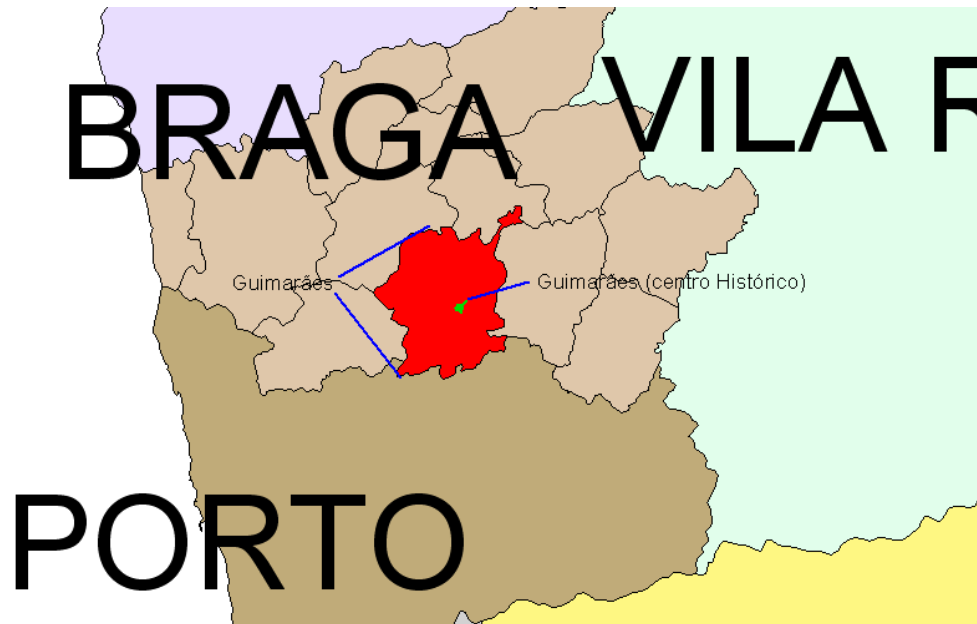 BRAGA
VILA R
Guimarães
Guimarães (centro Histórico)
PORTO